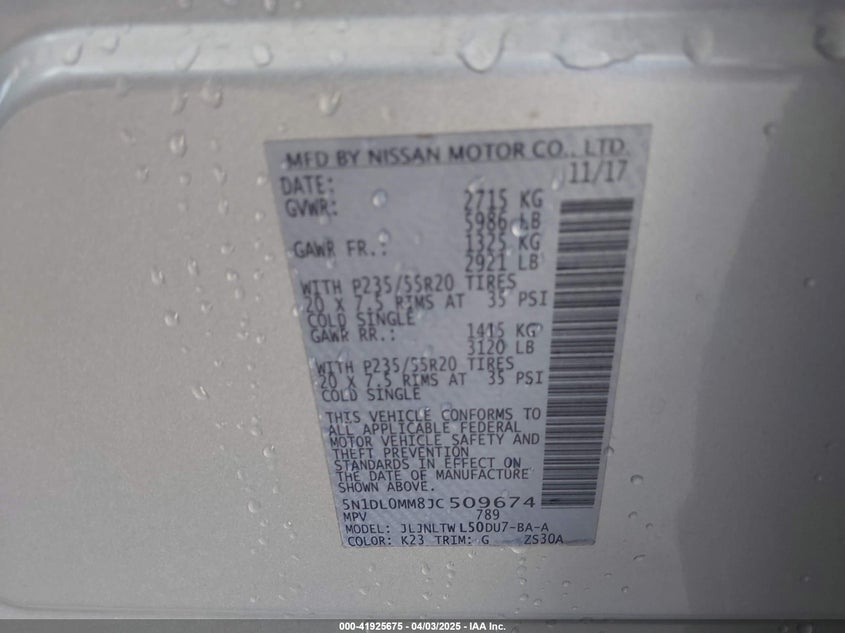 MFD BY NISSAN MOTOR CO., LTD.
DATE: 11/17
GVWR: 2715 KG
5986 LB
GAWR FR.: 1325 KG
2921 LB
WITH P235/55R20 TIRES
20 X 7.5 RIMS AT 35 PSI
COLD SINGLE
GAWR RR.: 1415 KG
3120 LB
WITH P235/55R20 TIRES
20 X 7.5 RIMS AT 35 PSI
COLD SINGLE
THIS VEHICLE CONFORMS TO
ALL APPLICABLE FEDERAL
MOTOR VEHICLE SAFETY AND
THEFT PREVENTION
STANDARDS IN EFFECT ON
THE DATE OF MANUFACTURE
SHOWN ABOVE.
5N1DL0MM8JC509674
MPV 789
MODEL: JLJNLTWL50DU7-BA-A
COLOR: K23 TRIM: G ZS30A
000-41925675 - 04/03/2025 - IAA Inc.